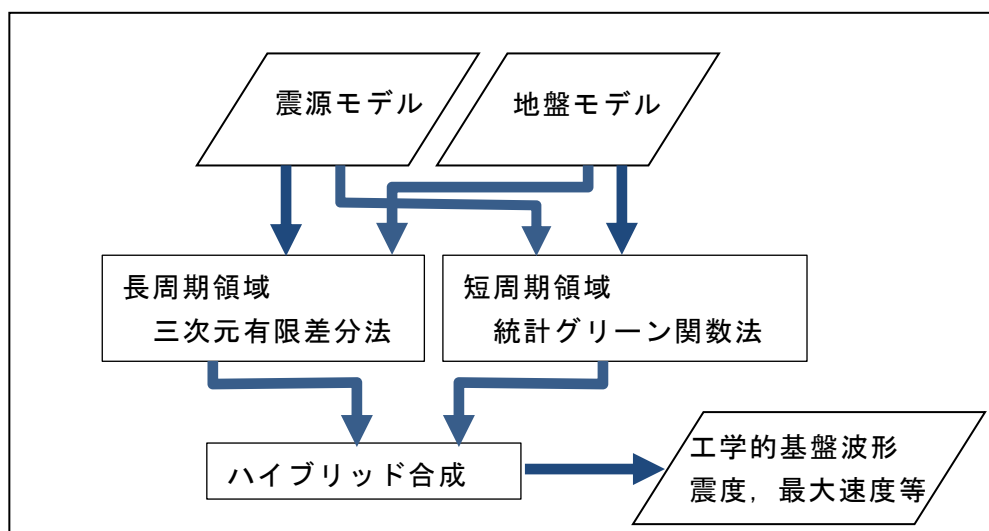 震源モデル
地盤モデル
長周期領域
三次元有限差分法
短周期領域
統計グリーン関数法
ハイブリッド合成
工学的基盤波形
震度，最大速度等